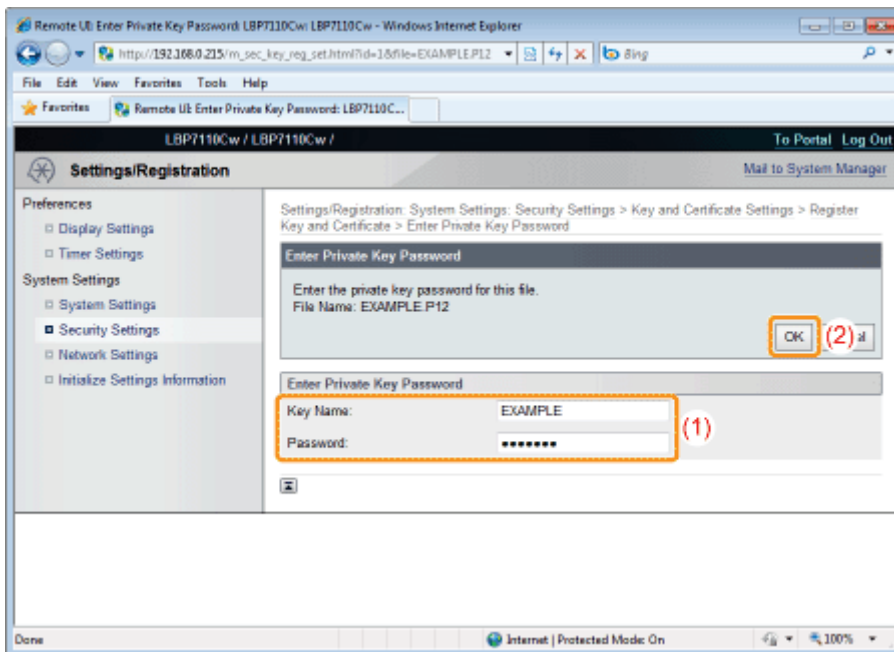 Remote UI: Enter Private Key Password: LBP7110Cw: LBP7110Cw - Windows Internet Explorer
http://192.168.0.215/m_sec_key_reg_set.html?id=1&file=EXAMPLE.P12
Bing
File Edit View Favorites Tools Help
Favorites
Remote UI: Enter Private Key Password: LBP7110C...
LBP7110Cw / LBP7110Cw /
To Portal Log Out
Settings/Registration
Mail to System Manager
Preferences
Display Settings
Timer Settings
System Settings
System Settings
Security Settings
Network Settings
Initialize Settings Information
Settings/Registration: System Settings: Security Settings > Key and Certificate Settings > Register
Key and Certificate > Enter Private Key Password
Enter Private Key Password
Enter the private key password for this file.
File Name: EXAMPLE.P12
OK
(2)
Enter Private Key Password
Key Name: EXAMPLE
Password: •••••••
(1)
Done
Internet | Protected Mode: On
100%